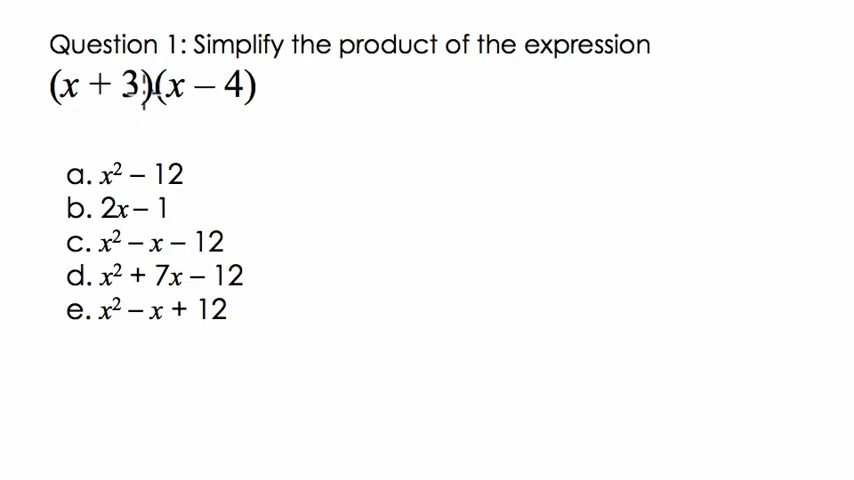 Question 1: Simplify the product of the expression
(x + 3)(x – 4)
a. x² – 12
b. 2x – 1
c. x² – x – 12
d. x² + 7x – 12
e. x² – x + 12